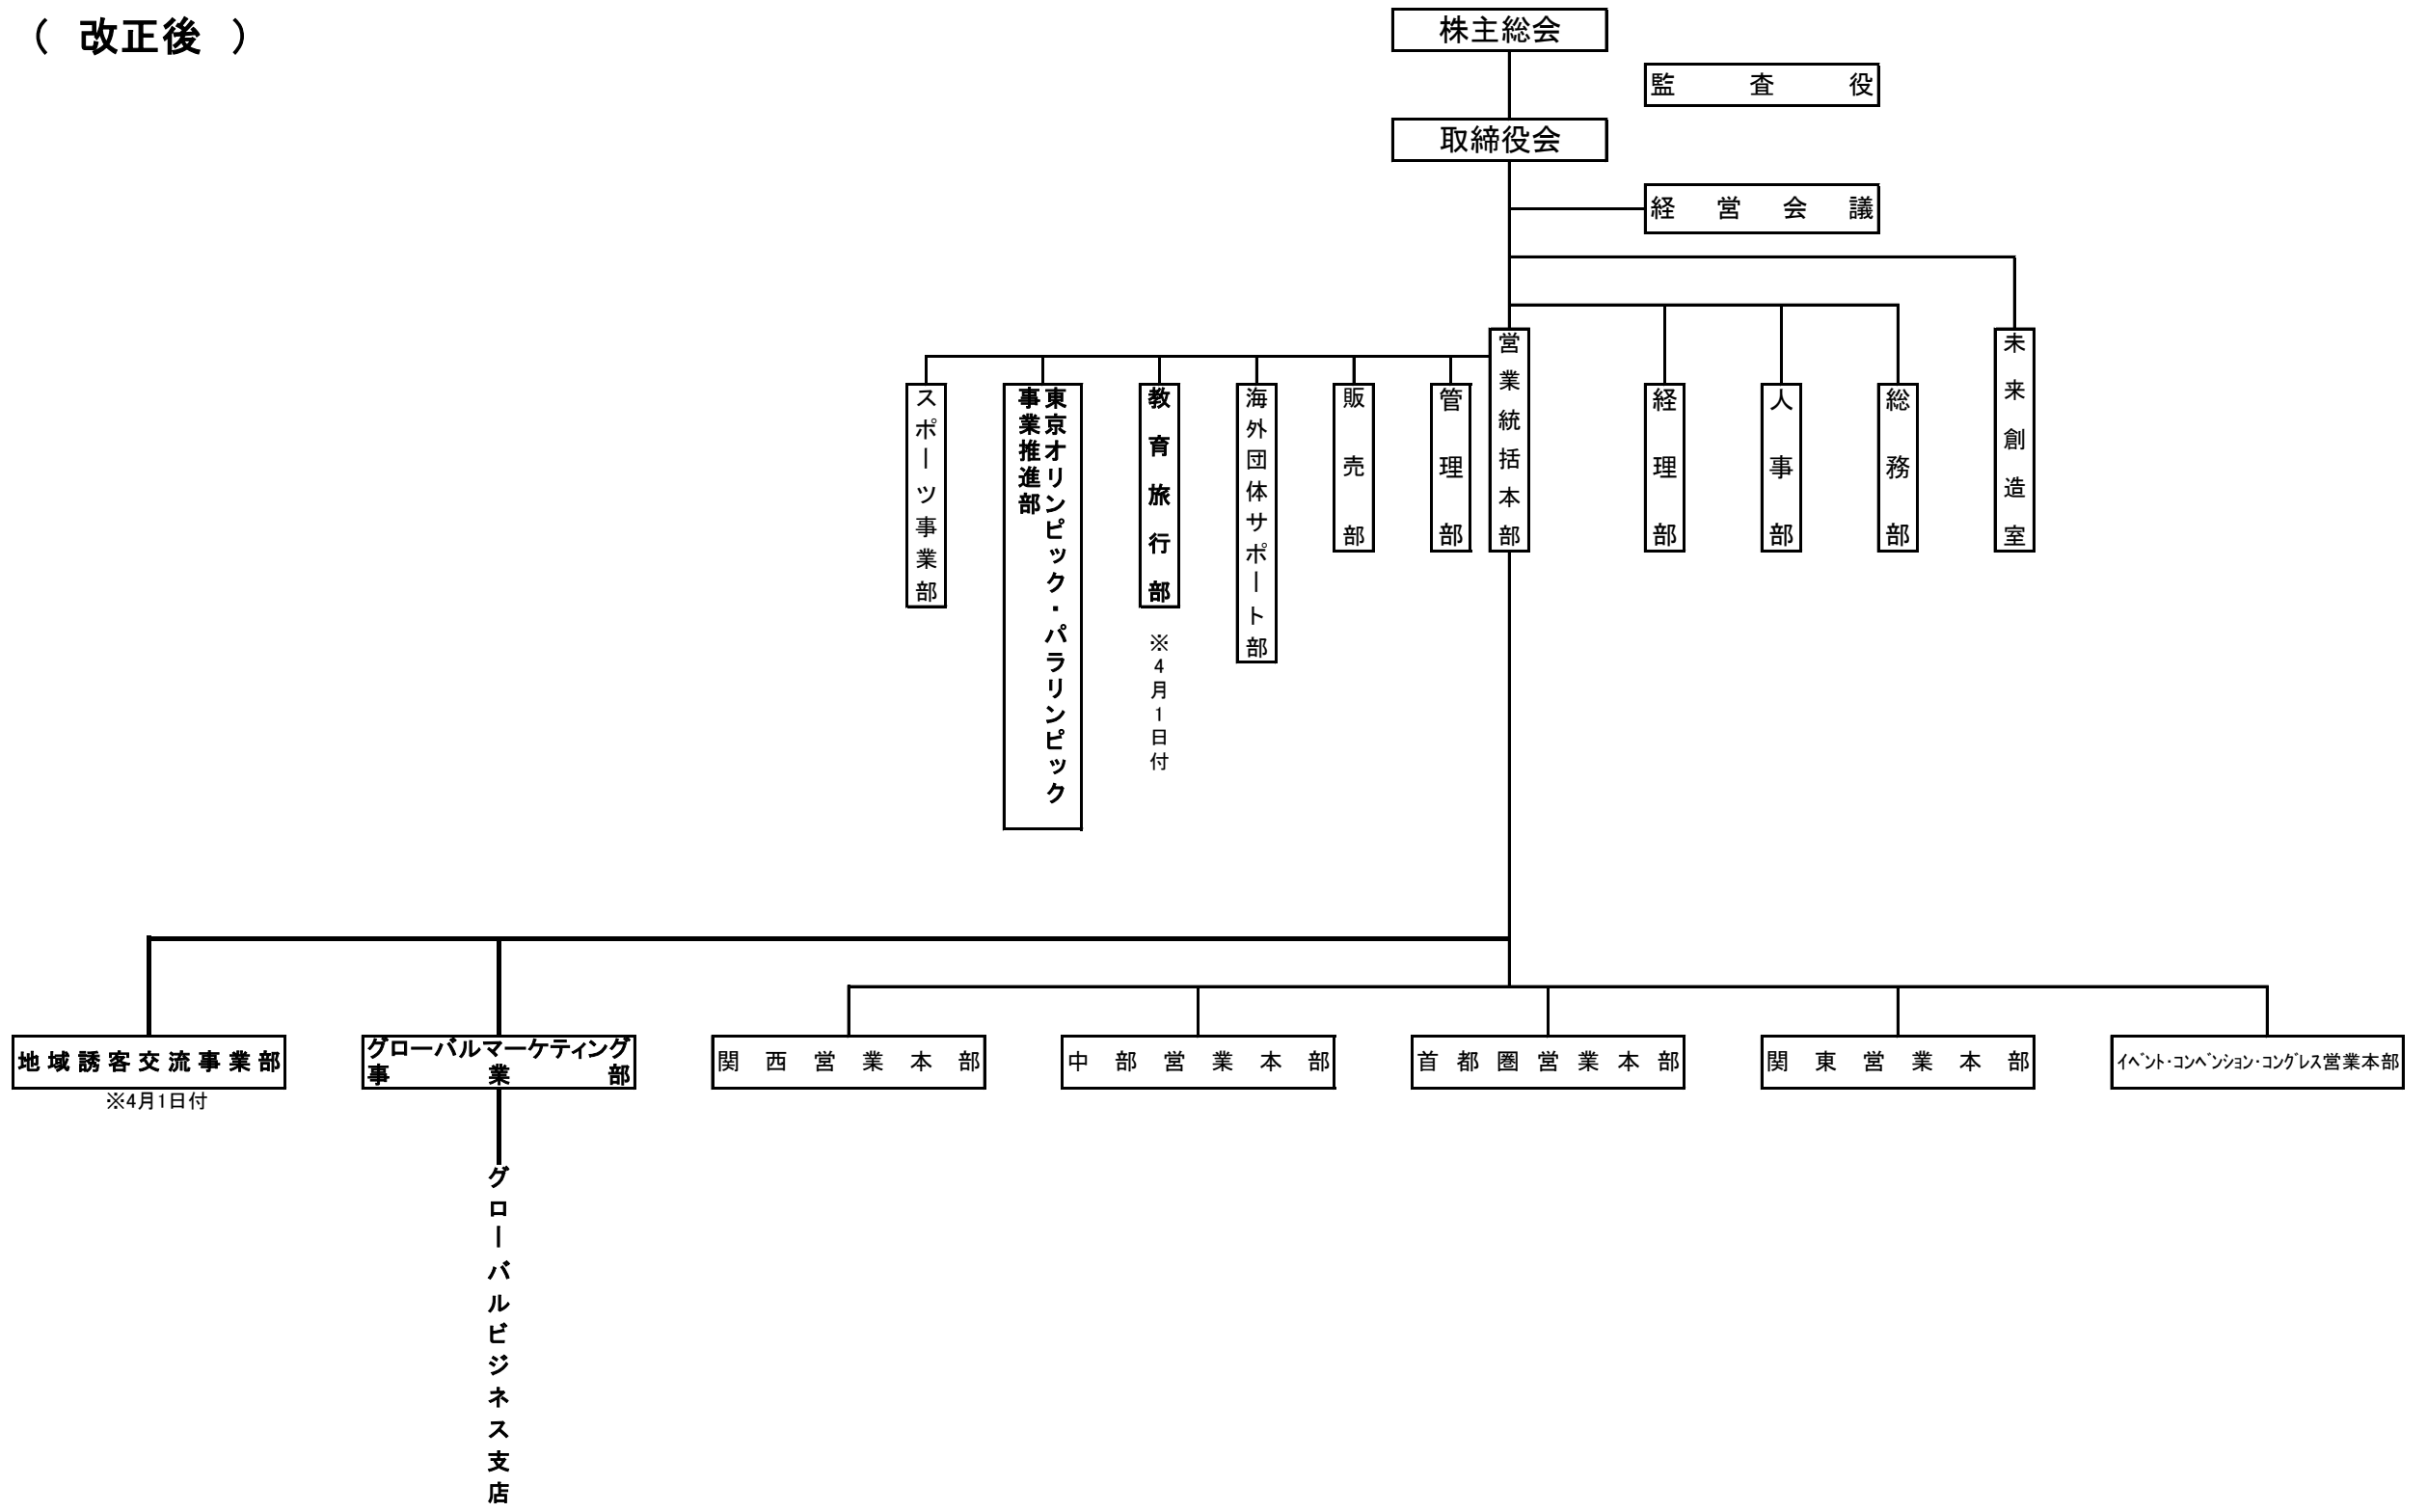 （ 改正後 ）
株主総会
監査役
取締役会
経営会議
営業統括本部
経理部
人事部
総務部
未来創造室
スポーツ事業部
東京オリンピック・パラリンピック
事業推進部
教育旅行部
※4月1日付
海外団体サポート部
販売部
管理部
地域誘客交流事業部
※4月1日付
グローバルマーケティング
事業部
関西営業本部
中部営業本部
首都圏営業本部
関東営業本部
ｲﾍﾞﾝﾄ･ｺﾝﾍﾞﾝｼｮﾝ･ｺﾝｸﾞﾚｽ営業本部
グローバルビジネス支店